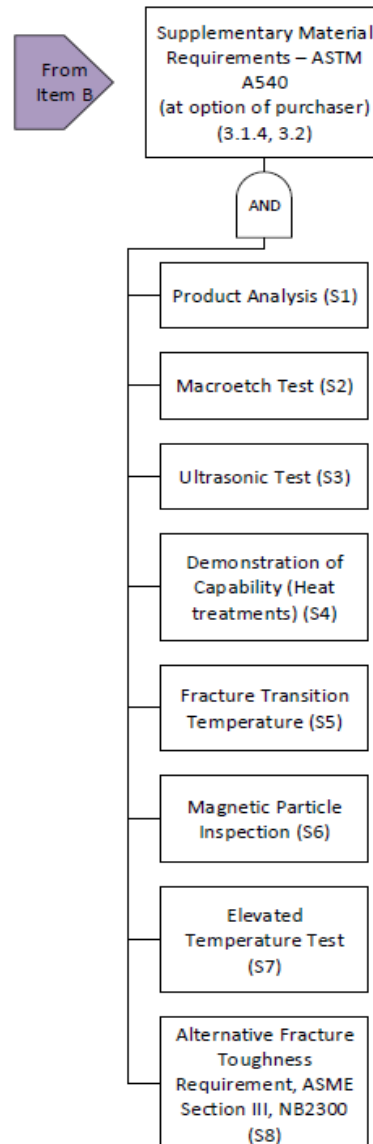 From
Item B
Supplementary Material
Requirements – ASTM
A540
(at option of purchaser)
(3.1.4, 3.2)
AND
Product Analysis (S1)
Macroetch Test (S2)
Ultrasonic Test (S3)
Demonstration of
Capability (Heat
treatments) (S4)
Fracture Transition
Temperature (S5)
Magnetic Particle
Inspection (S6)
Elevated
Temperature Test
(S7)
Alternative Fracture
Toughness
Requirement, ASME
Section III, NB2300
(S8)